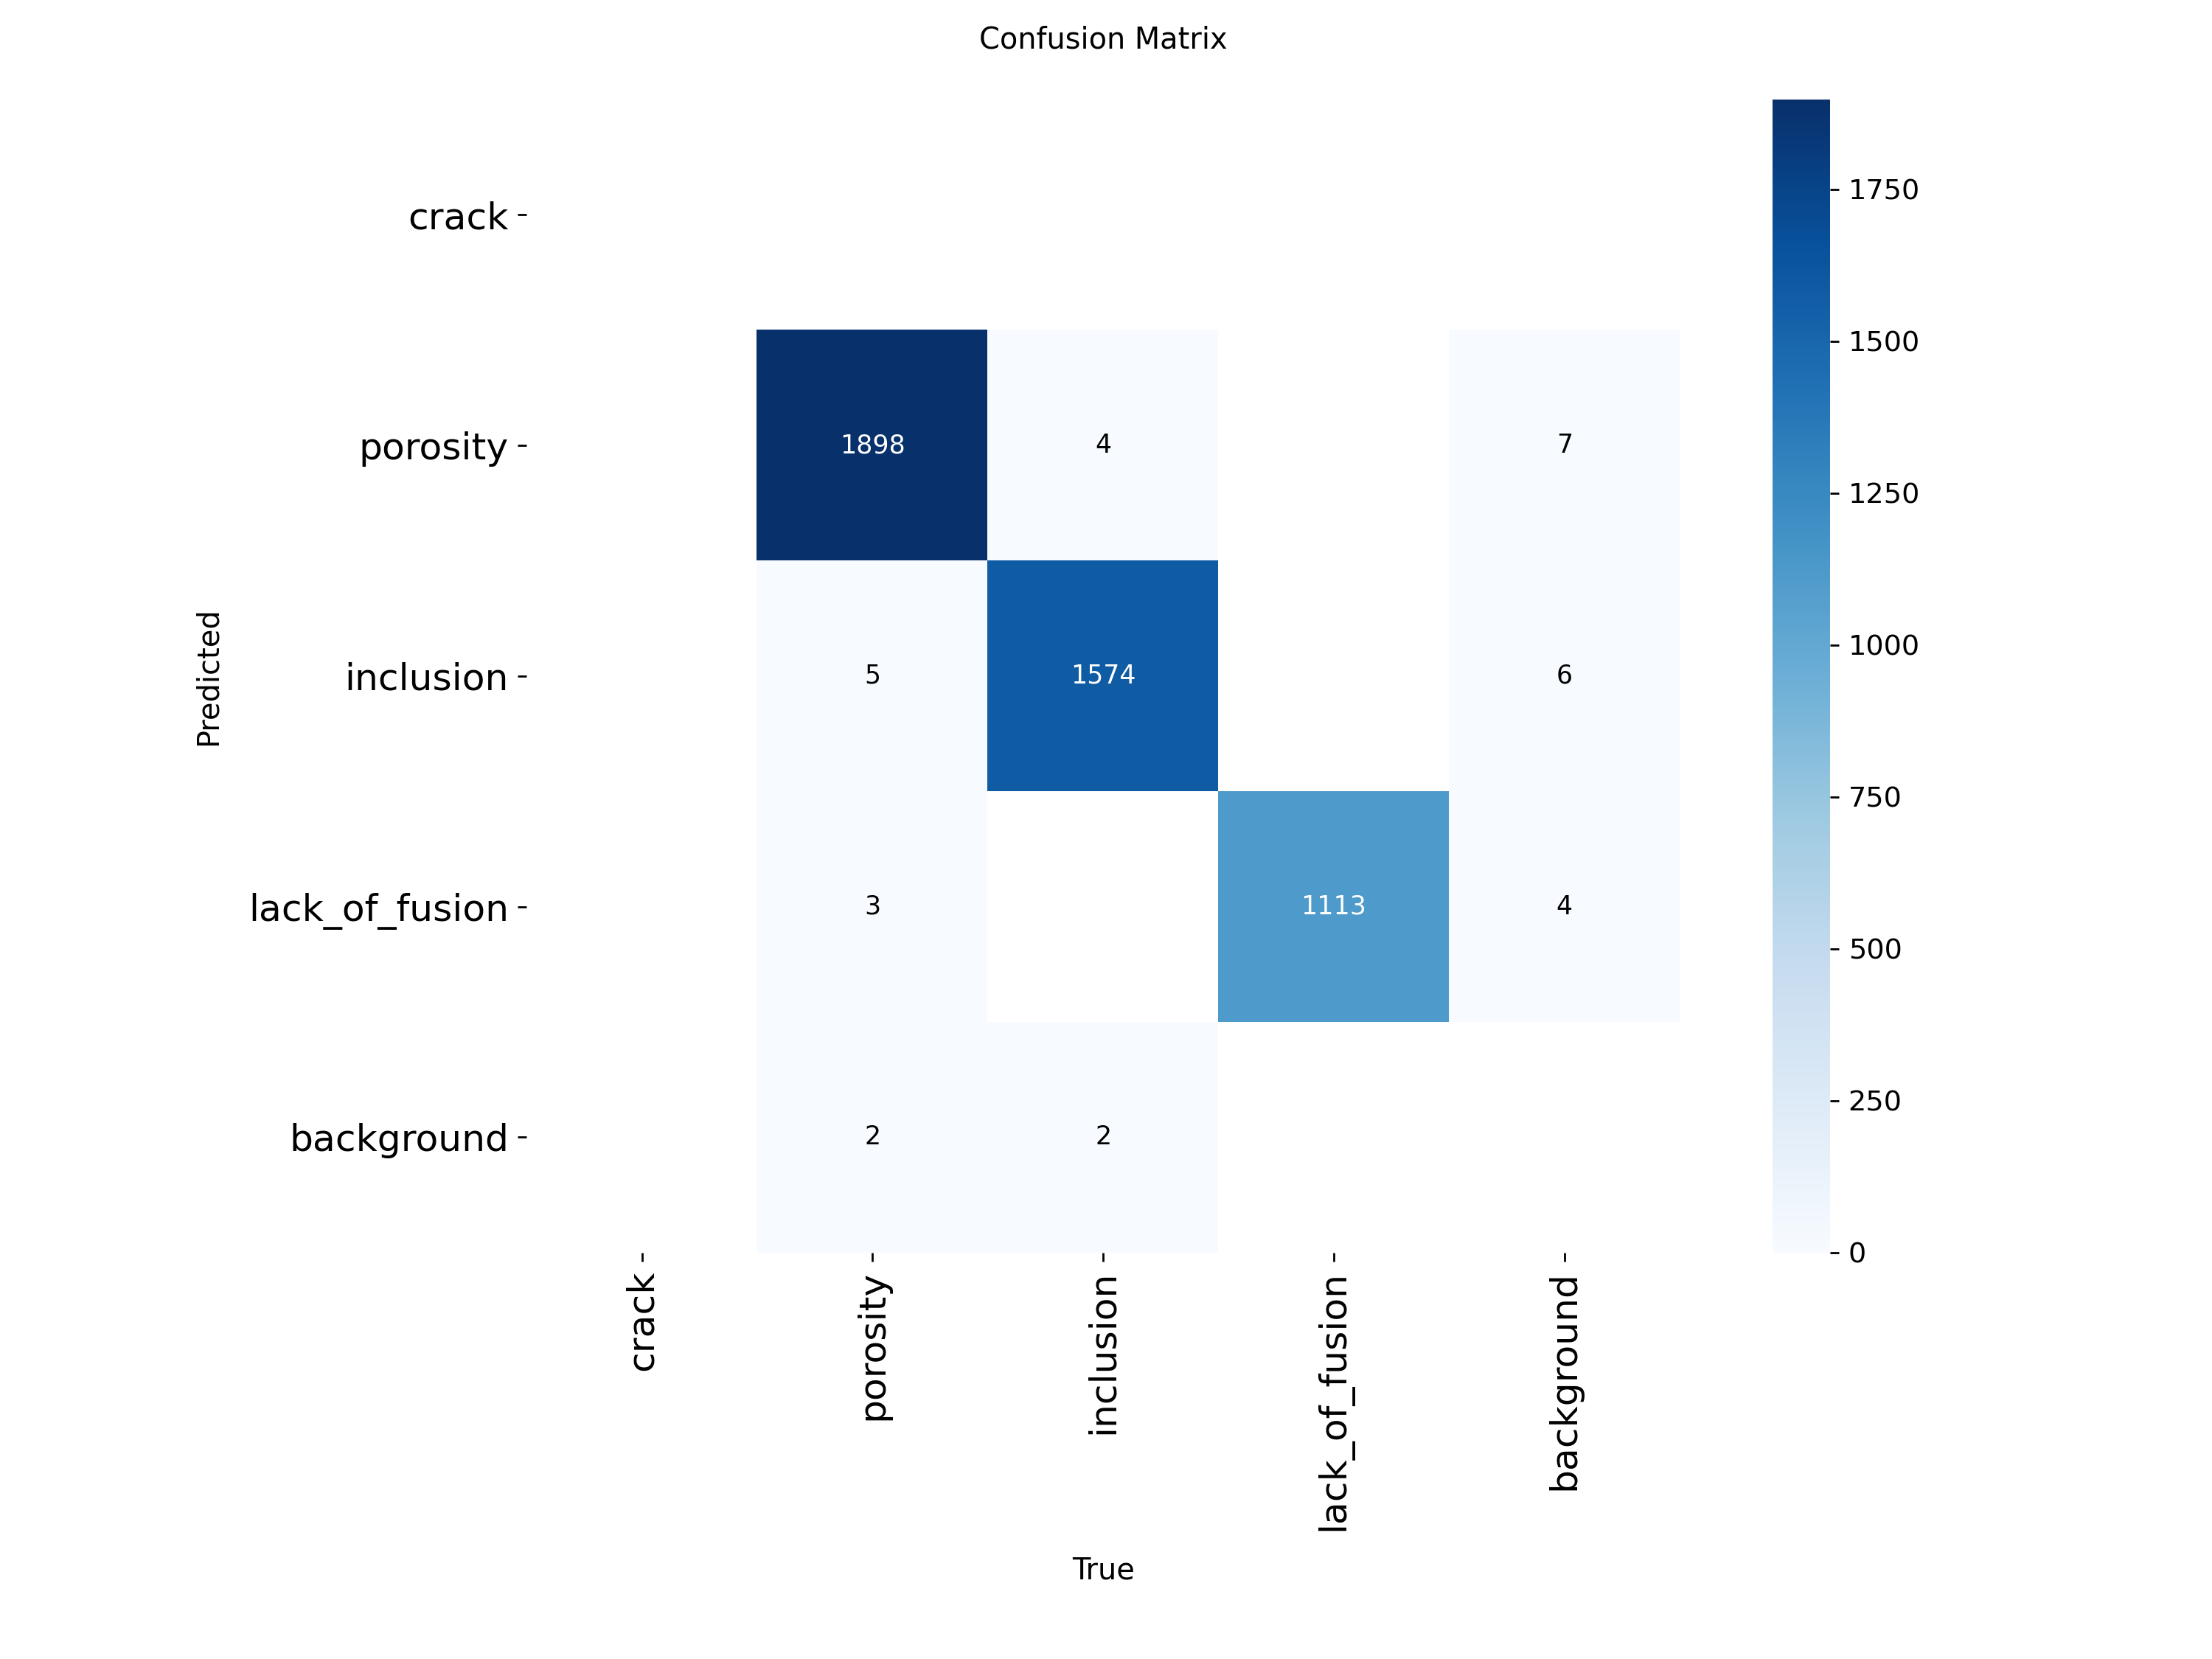 Confusion Matrix
crack
porosity
inclusion
lack_of_fusion
background
Predicted
1898 4 7
5 1574 6
3 1113 4
2 2
crack
porosity
inclusion
lack_of_fusion
background
True
1750
1500
1250
1000
750
500
250
0